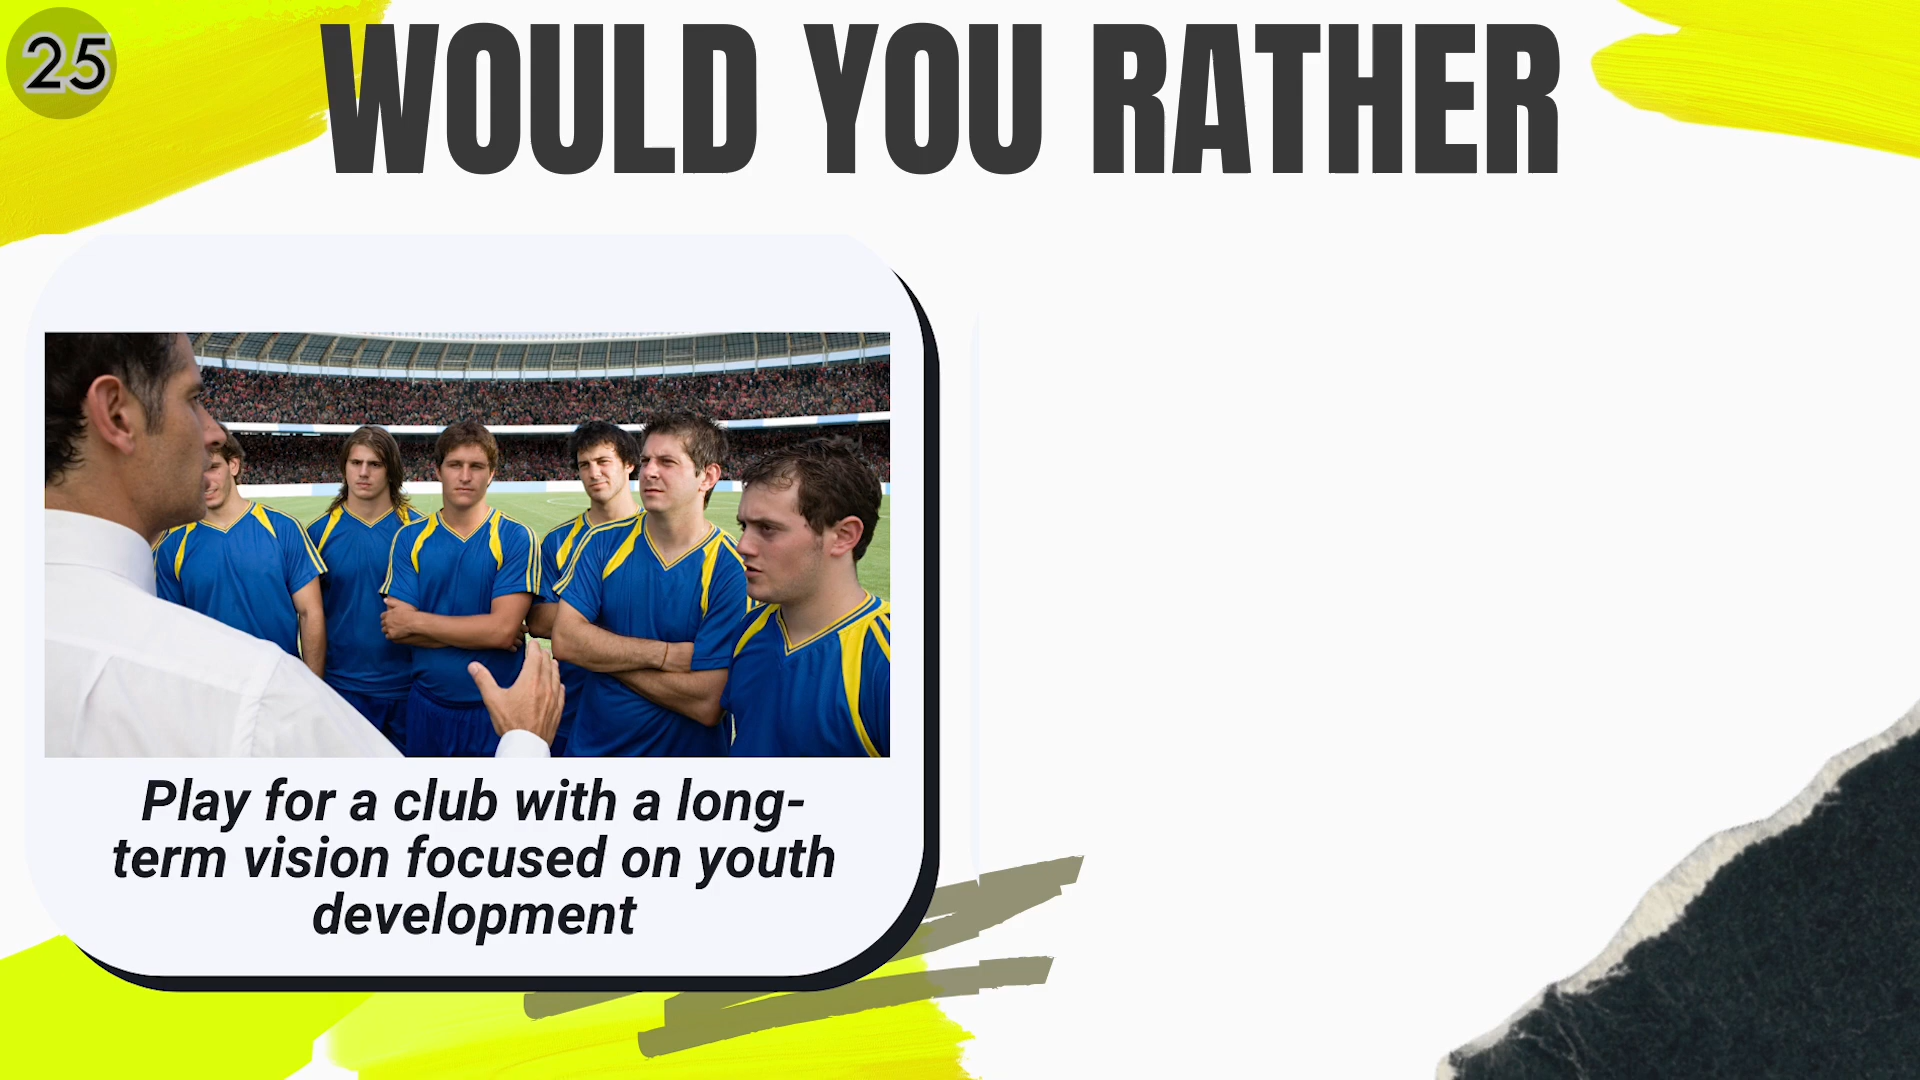 25
WOULD YOU RATHER
Play for a club with a long-
term vision focused on youth
development